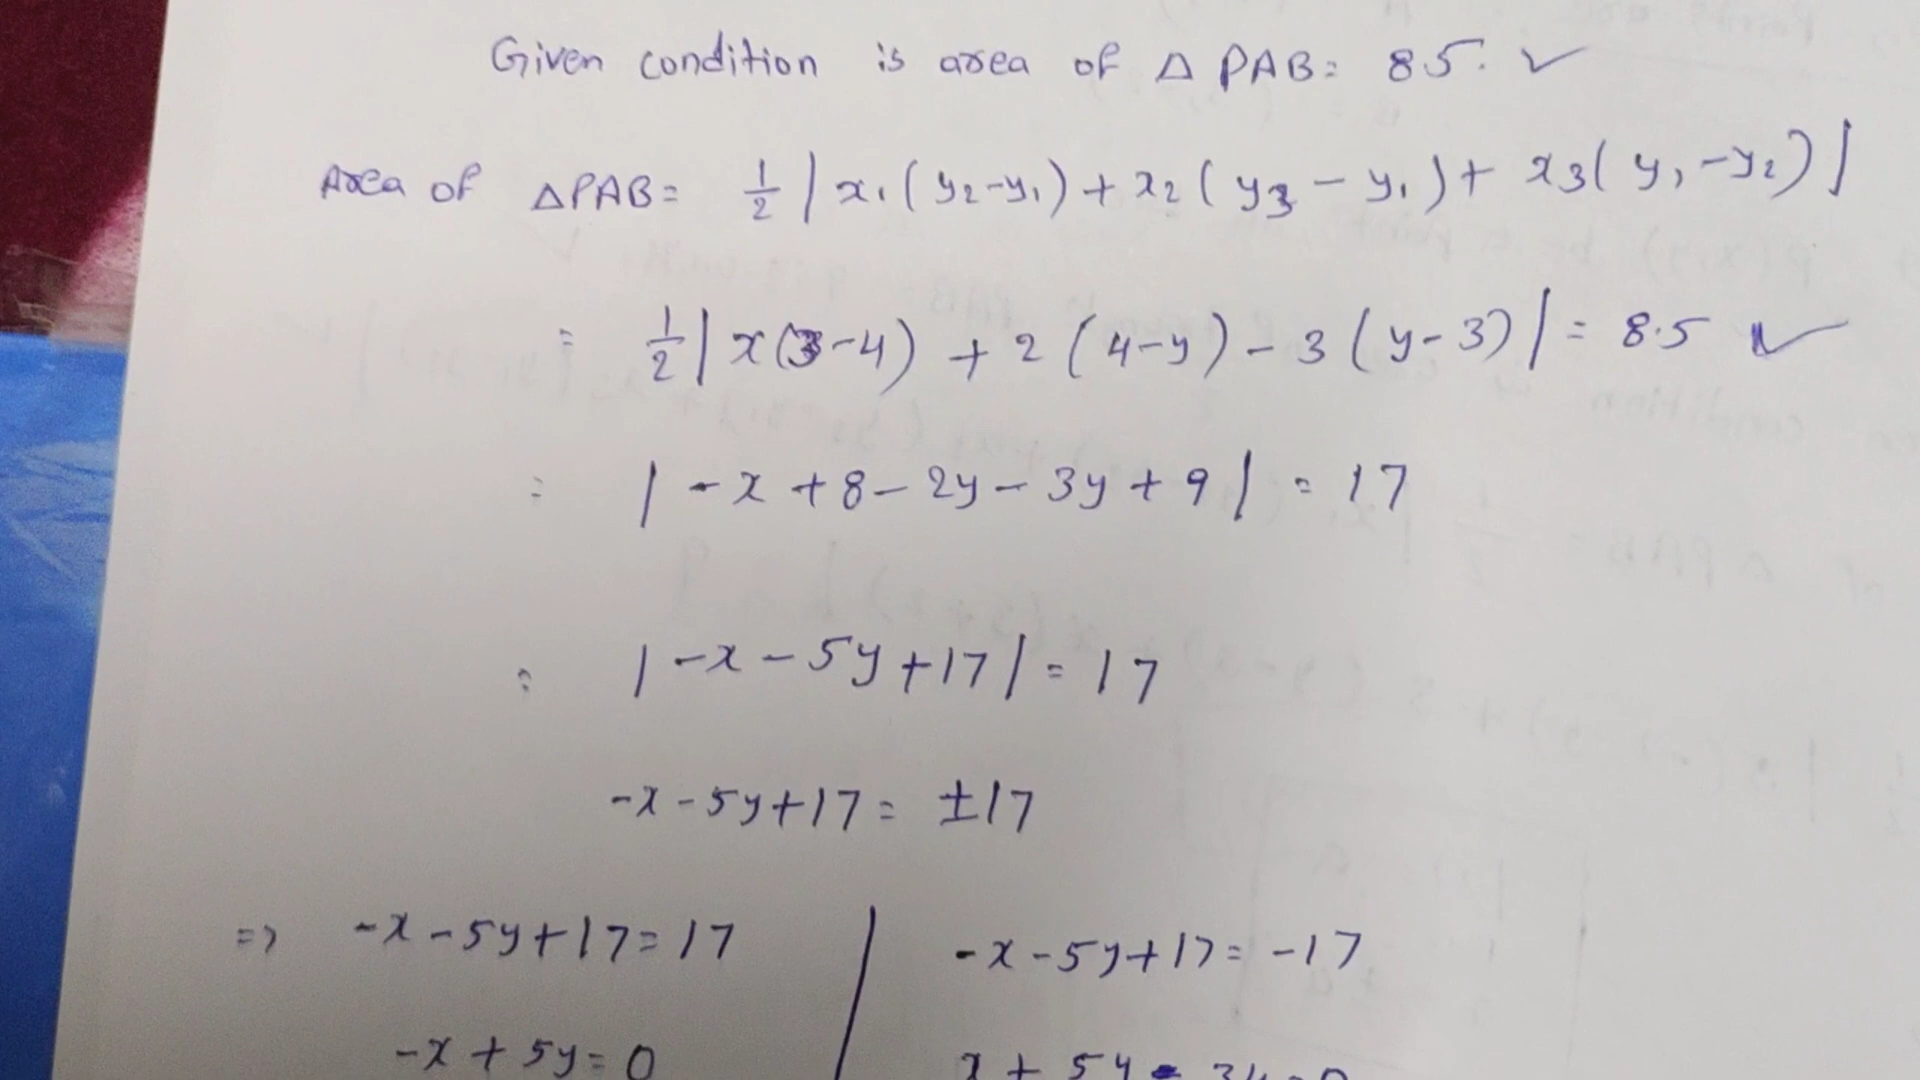 Given condition is area of Δ PAB = 8.5. ✓
Area of ΔPAB = 1/2 | x₁(y₂-y₁) + x₂(y₃-y₁) + x₃(y₁-y₂) |
= 1/2 | x(3-4) + 2(4-y) - 3(y-3) | = 8.5 ✓
= | -x + 8 - 2y - 3y + 9 | = 17
= | -x - 5y + 17 | = 17
-x - 5y + 17 = ±17
=> -x - 5y + 17 = 17 | -x - 5y + 17 = -17
-x + 5y = 0 | x + 5y